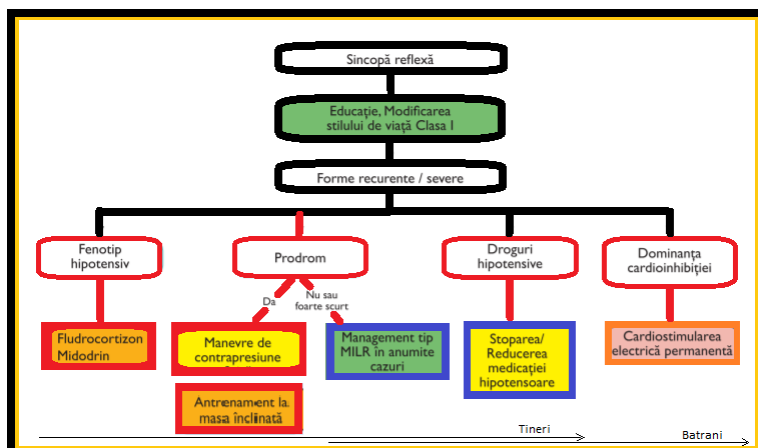 Sincopă reflexă
Educație, Modificarea
stilului de viață Clasa I
Forme recurente / severe
Fenotip
hipotensiv
Prodrom
Droguri
hipotensive
Dominanța
cardioinhibiției
Da
Nu sau
foarte scurt
Fludrocortizon
Midodrin
Manevre de
contrapresiune
Management tip
MILR în anumite
cazuri
Stoparea/
Reducerea
medicației
hipotensoare
Cardiostimularea
electrică permanentă
Antrenament la
masa înclinată
Tineri
Batrani